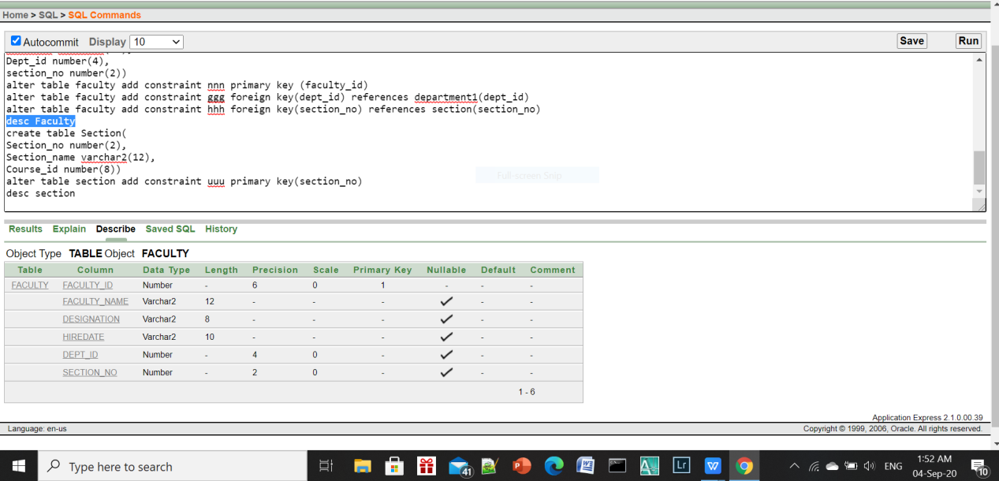 Home > SQL > SQL Commands
Autocommit Display 10 Save Run
Dept_id number(4),
section_no number(2))
alter table faculty add constraint nnn primary key (faculty_id)
alter table faculty add constraint ggg foreign key(dept_id) references department1(dept_id)
alter table faculty add constraint hhh foreign key(section_no) references section(section_no)
desc Faculty
create table Section(
Section_no number(2),
Section_name varchar2(12),
Course_id number(8))
alter table section add constraint uuu primary key(section_no)
Full-screen Snip
desc section
Results Explain Describe Saved SQL History
Object Type TABLE Object FACULTY
Table Column Data Type Length Precision Scale Primary Key Nullable Default Comment
FACULTY FACULTY_ID Number - 6 0 1 - - -
FACULTY_NAME Varchar2 12 - - - - -
DESIGNATION Varchar2 8 - - - - -
HIREDATE Varchar2 10 - - - - -
DEPT_ID Number - 4 0 - - -
SECTION_NO Number - 2 0 - - -
1 - 6
Application Express 2.1.0.00.39
Language: en-us Copyright © 1999, 2006, Oracle. All rights reserved.
Type here to search 41 Lr ENG 1:52 AM
04-Sep-20 10